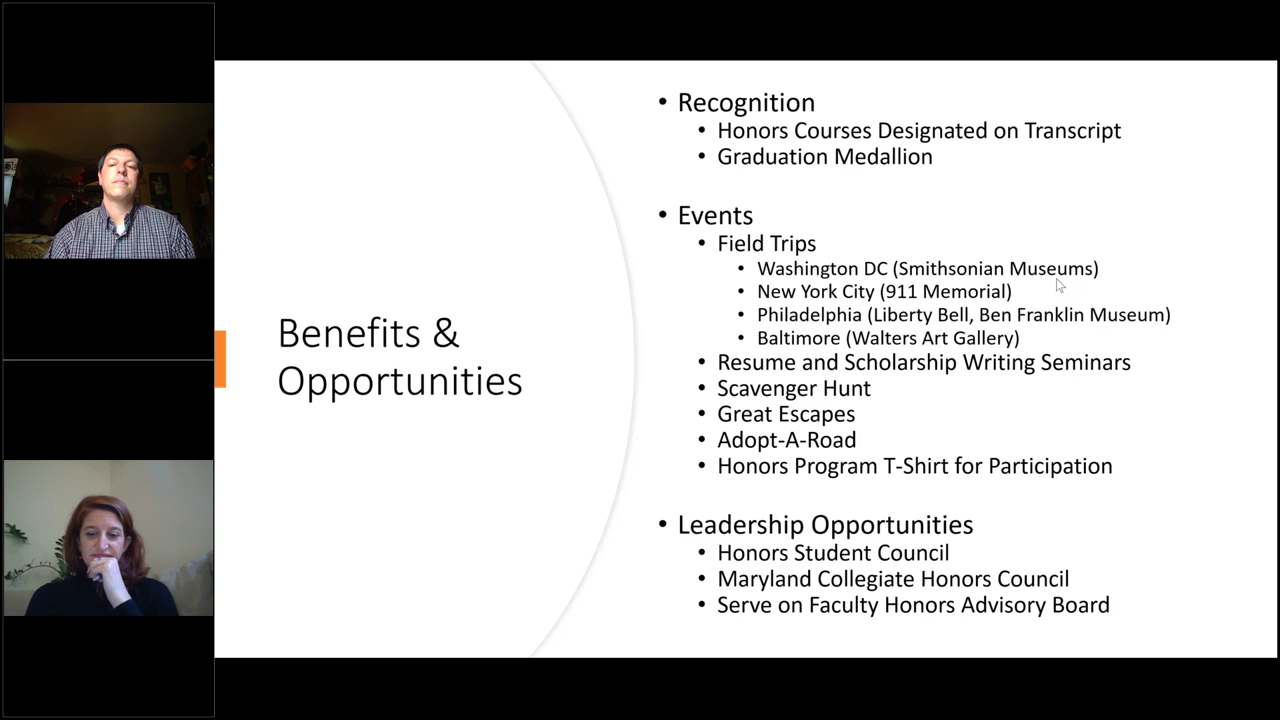 Benefits &
Opportunities
• Recognition
• Honors Courses Designated on Transcript
• Graduation Medallion
• Events
• Field Trips
• Washington DC (Smithsonian Museums)
• New York City (911 Memorial)
• Philadelphia (Liberty Bell, Ben Franklin Museum)
• Baltimore (Walters Art Gallery)
• Resume and Scholarship Writing Seminars
• Scavenger Hunt
• Great Escapes
• Adopt-A-Road
• Honors Program T-Shirt for Participation
• Leadership Opportunities
• Honors Student Council
• Maryland Collegiate Honors Council
• Serve on Faculty Honors Advisory Board